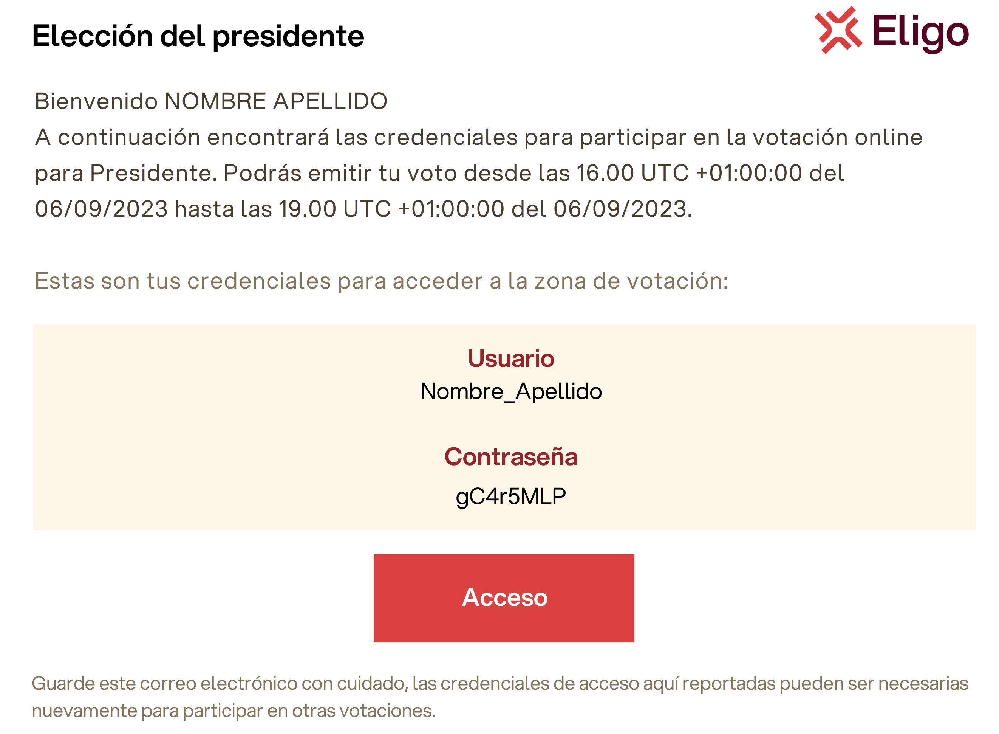 Elección del presidente
Eligo
Bienvenido NOMBRE APELLIDO
A continuación encontrará las credenciales para participar en la votación online
para Presidente. Podrás emitir tu voto desde las 16.00 UTC +01:00:00 del
06/09/2023 hasta las 19.00 UTC +01:00:00 del 06/09/2023.
Estas son tus credenciales para acceder a la zona de votación:
Usuario
Nombre_Apellido
Contraseña
gC4r5MLP
Acceso
Guarde este correo electrónico con cuidado, las credenciales de acceso aquí reportadas pueden ser necesarias
nuevamente para participar en otras votaciones.